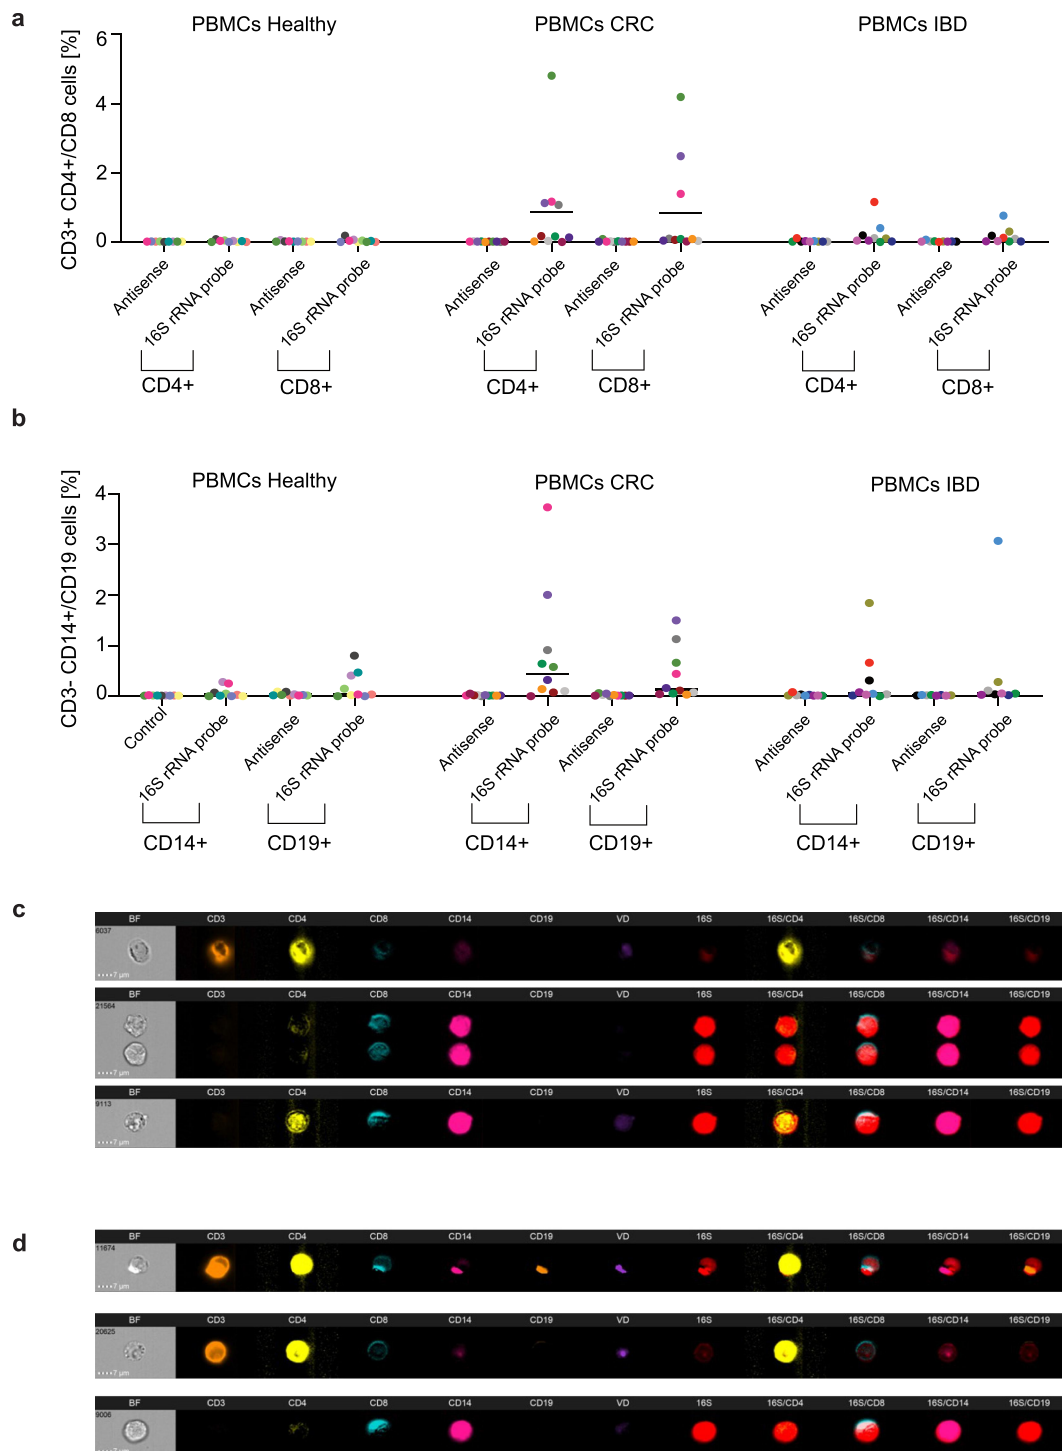 a
PBMCs Healthy PBMCs CRC PBMCs IBD
CD3+ CD4+/CD8 cells [%]
6
4
2
0
Antisense 16S rRNA probe Antisense 16S rRNA probe Antisense 16S rRNA probe Antisense 16S rRNA probe Antisense 16S rRNA probe Antisense 16S rRNA probe
CD4+ CD8+ CD4+ CD8+ CD4+ CD8+
b
PBMCs Healthy PBMCs CRC PBMCs IBD
CD3- CD14+/CD19 cells [%]
4
3
2
1
0
Control 16S rRNA probe Antisense 16S rRNA probe Antisense 16S rRNA probe Antisense 16S rRNA probe Antisense 16S rRNA probe Antisense 16S rRNA probe
CD14+ CD19+ CD14+ CD19+ CD14+ CD19+
c
BF CD3 CD4 CD8 CD14 CD19 VD 16S 16S/CD4 16S/CD8 16S/CD14 16S/CD19
6037
7 µm
BF CD3 CD4 CD8 CD14 CD19 VD 16S 16S/CD4 16S/CD8 16S/CD14 16S/CD19
21564
7 µm
BF CD3 CD4 CD8 CD14 CD19 VD 16S 16S/CD4 16S/CD8 16S/CD14 16S/CD19
9113
7 µm
d
BF CD3 CD4 CD8 CD14 CD19 VD 16S 16S/CD4 16S/CD8 16S/CD14 16S/CD19
11674
7 µm
BF CD3 CD4 CD8 CD14 CD19 VD 16S 16S/CD4 16S/CD8 16S/CD14 16S/CD19
20625
7 µm
BF CD3 CD4 CD8 CD14 CD19 VD 16S 16S/CD4 16S/CD8 16S/CD14 16S/CD19
9006